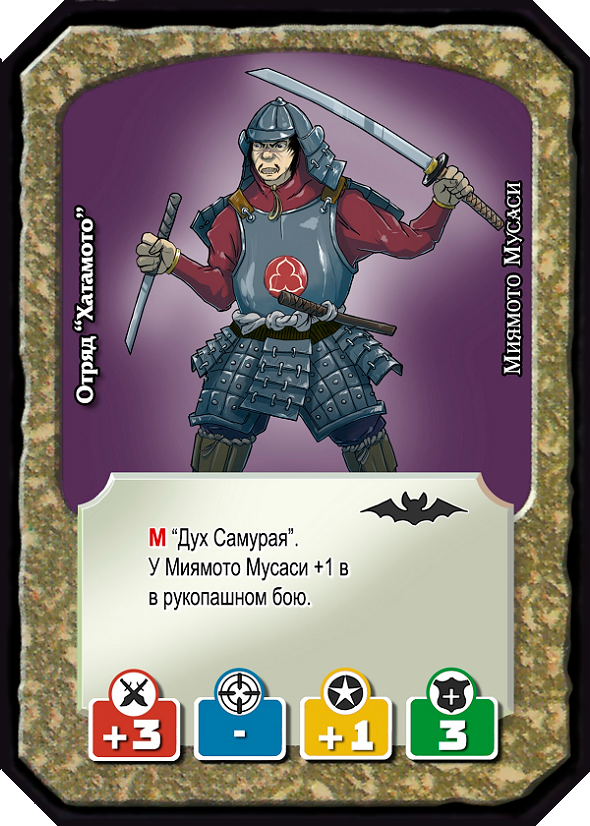 Отряд “Хатамото”
Миямото Мусаси
М “Дух Самурая”.
У Миямото Мусаси +1 в
в рукопашном бою.
+3
-
+1
3